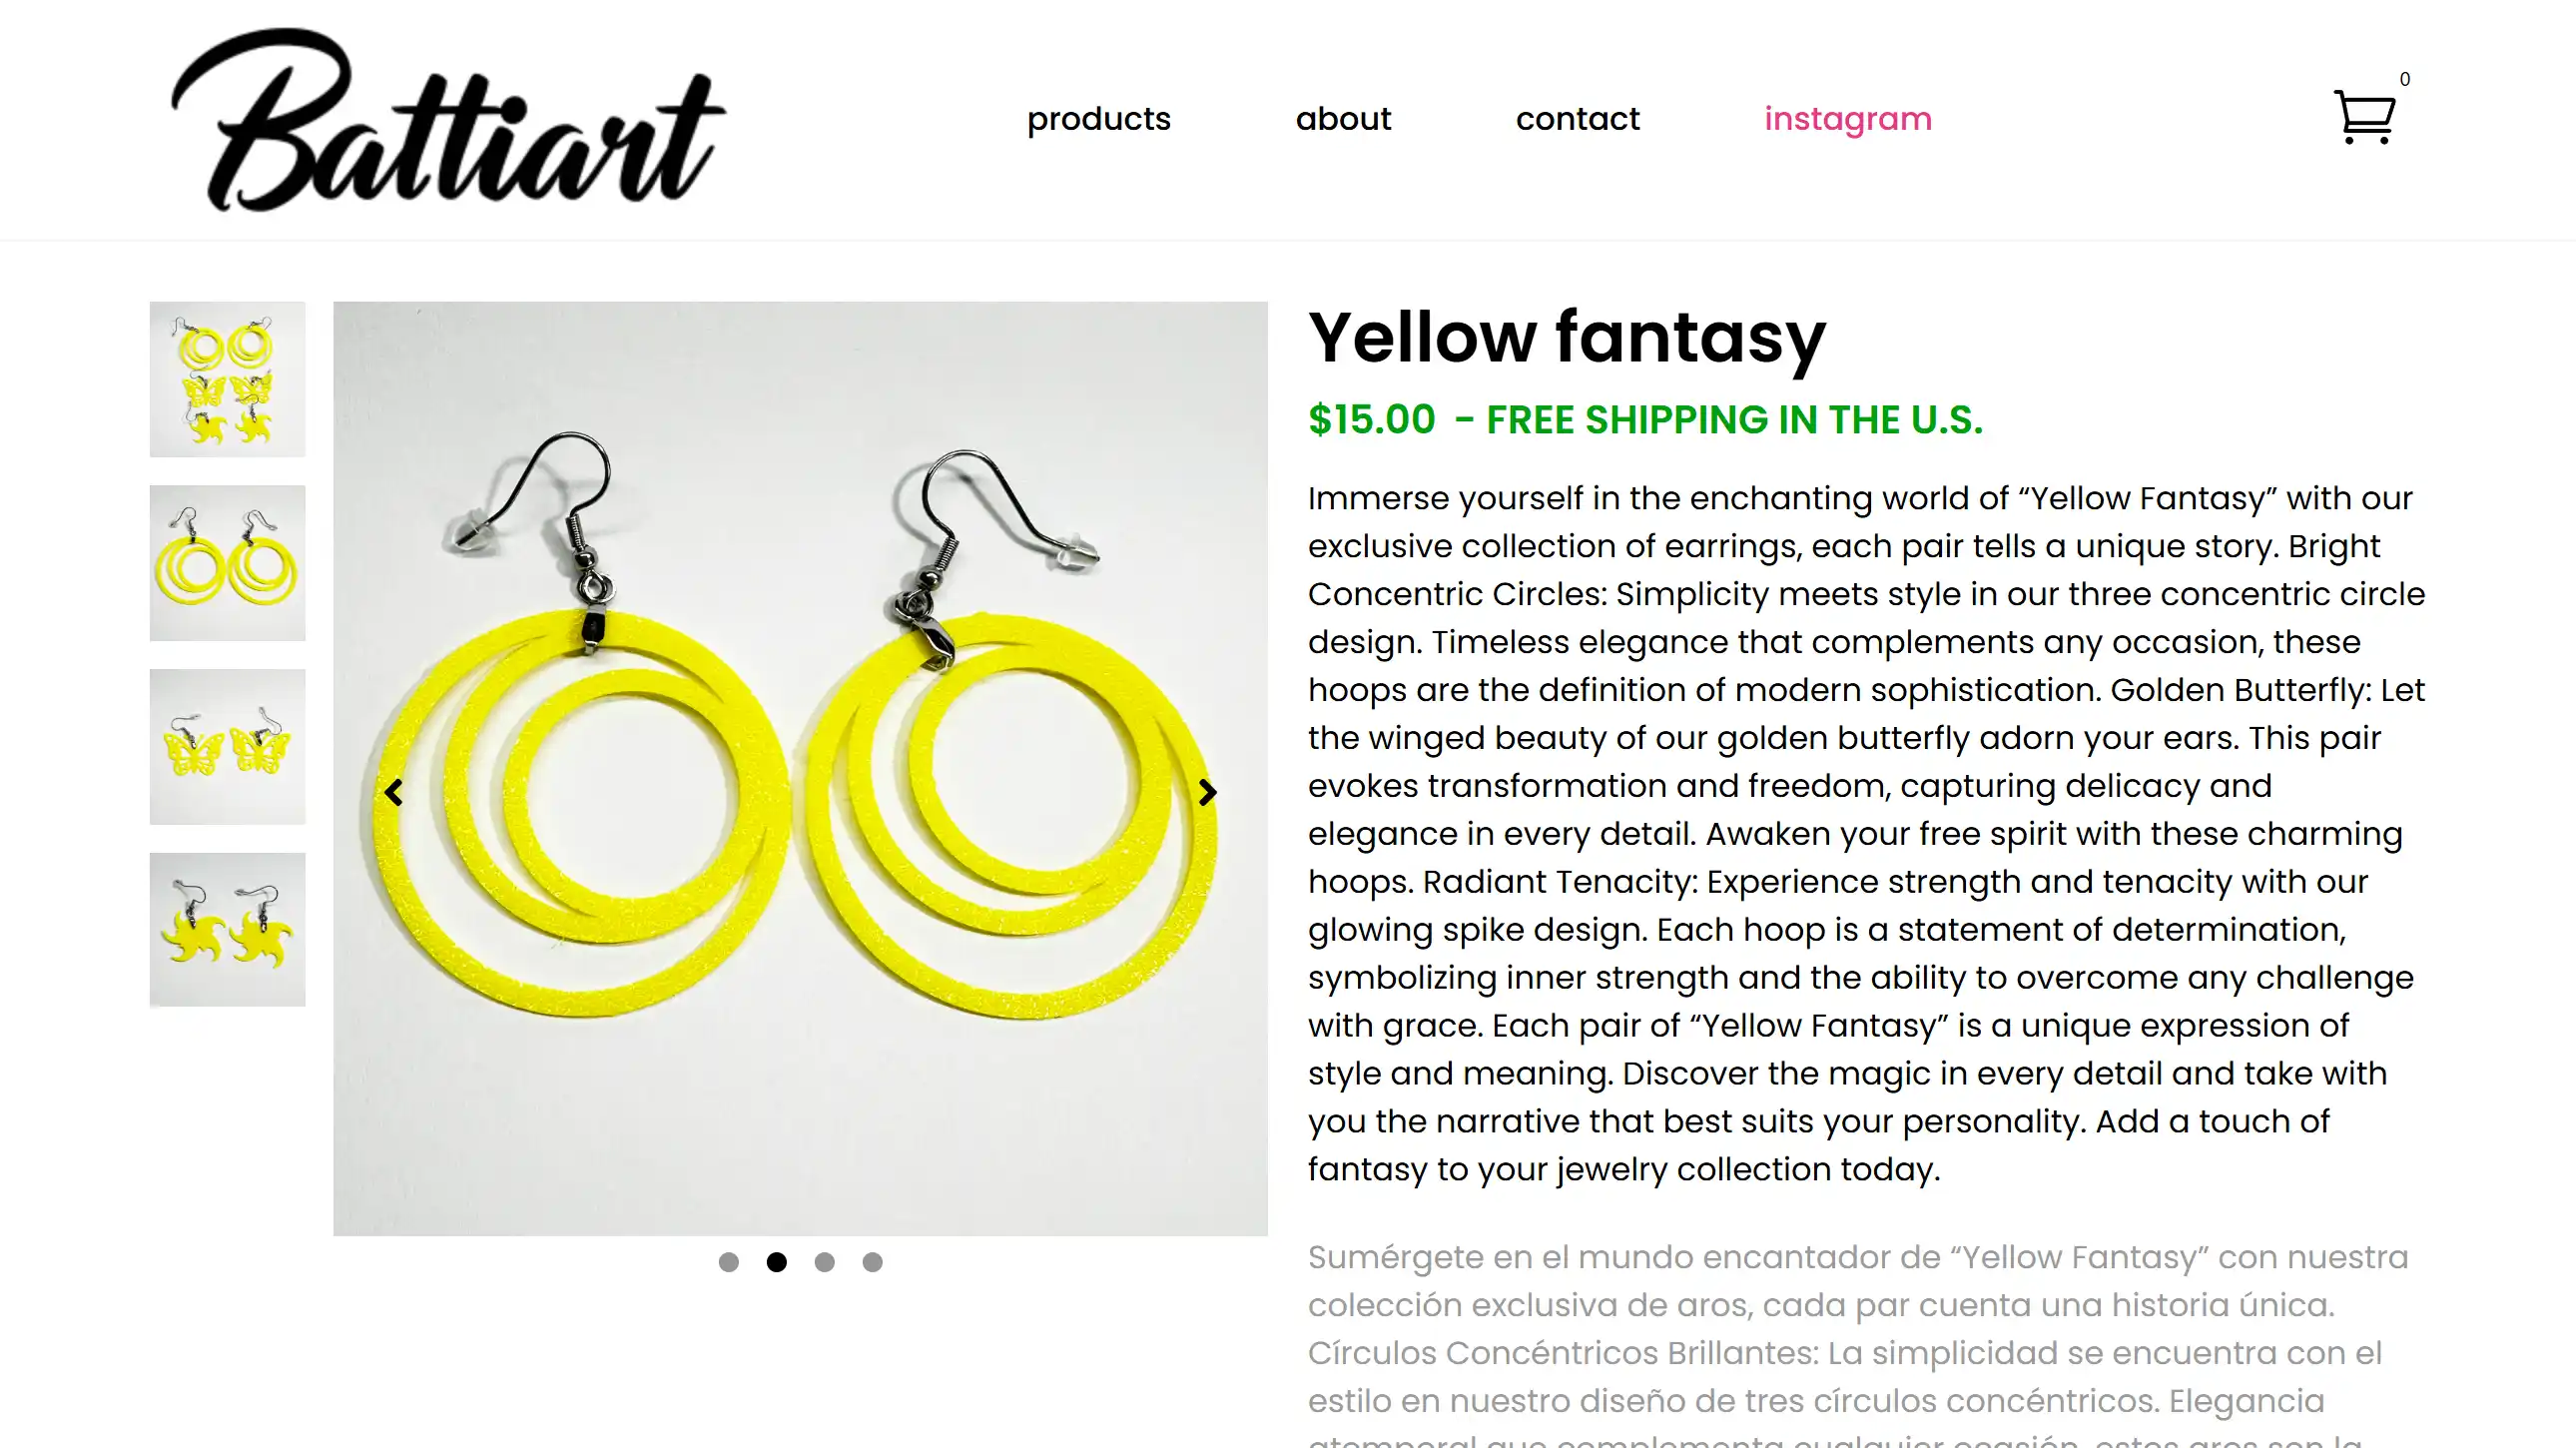 Battiart
products about contact instagram
0
Yellow fantasy
$15.00 - FREE SHIPPING IN THE U.S.
Immerse yourself in the enchanting world of “Yellow Fantasy” with our
exclusive collection of earrings, each pair tells a unique story. Bright
Concentric Circles: Simplicity meets style in our three concentric circle
design. Timeless elegance that complements any occasion, these
hoops are the definition of modern sophistication. Golden Butterfly: Let
the winged beauty of our golden butterfly adorn your ears. This pair
evokes transformation and freedom, capturing delicacy and
elegance in every detail. Awaken your free spirit with these charming
hoops. Radiant Tenacity: Experience strength and tenacity with our
glowing spike design. Each hoop is a statement of determination,
symbolizing inner strength and the ability to overcome any challenge
with grace. Each pair of “Yellow Fantasy” is a unique expression of
style and meaning. Discover the magic in every detail and take with
you the narrative that best suits your personality. Add a touch of
fantasy to your jewelry collection today.
Sumérgete en el mundo encantador de “Yellow Fantasy” con nuestra
colección exclusiva de aros, cada par cuenta una historia única.
Círculos Concéntricos Brillantes: La simplicidad se encuentra con el
estilo en nuestro diseño de tres círculos concéntricos. Elegancia
atemporal que complementa cualquier ocasión, estos aros son la